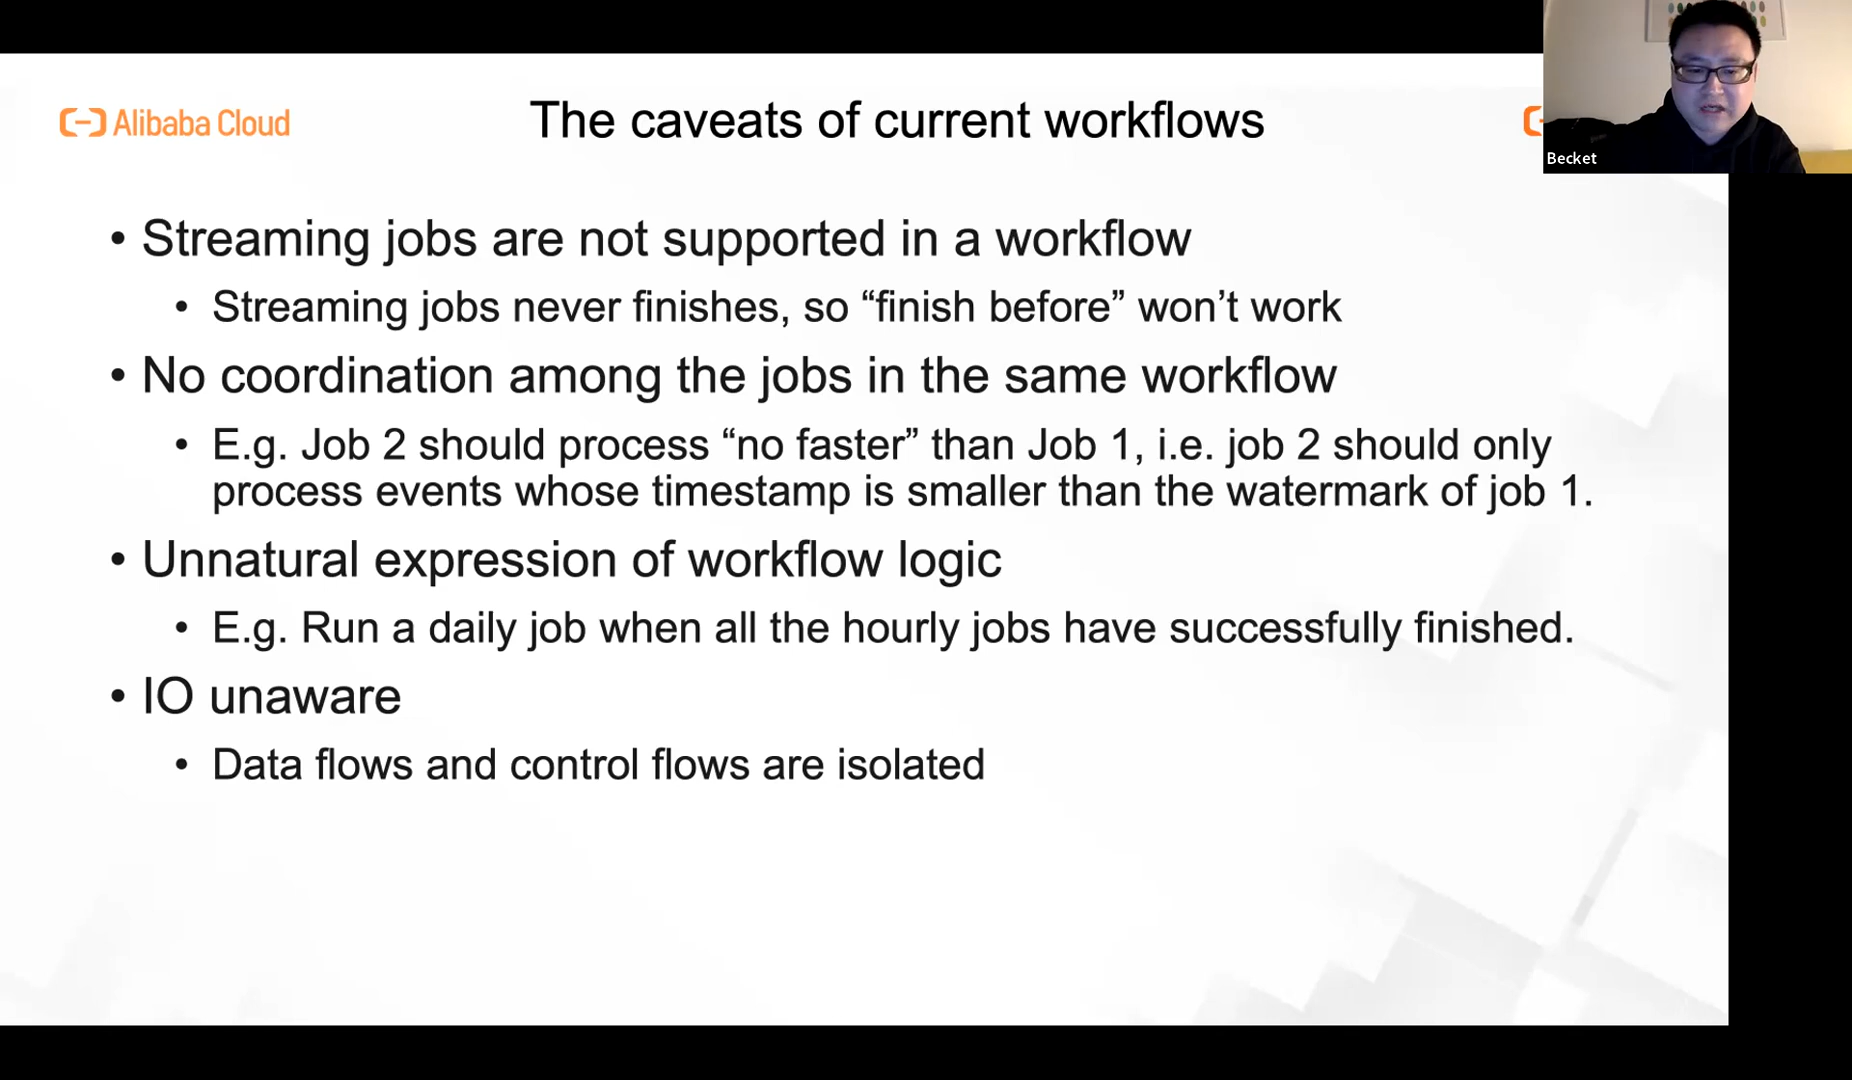 Alibaba Cloud
The caveats of current workflows
Becket
• Streaming jobs are not supported in a workflow
• Streaming jobs never finishes, so “finish before” won’t work
• No coordination among the jobs in the same workflow
• E.g. Job 2 should process “no faster” than Job 1, i.e. job 2 should only
process events whose timestamp is smaller than the watermark of job 1.
• Unnatural expression of workflow logic
• E.g. Run a daily job when all the hourly jobs have successfully finished.
• IO unaware
• Data flows and control flows are isolated